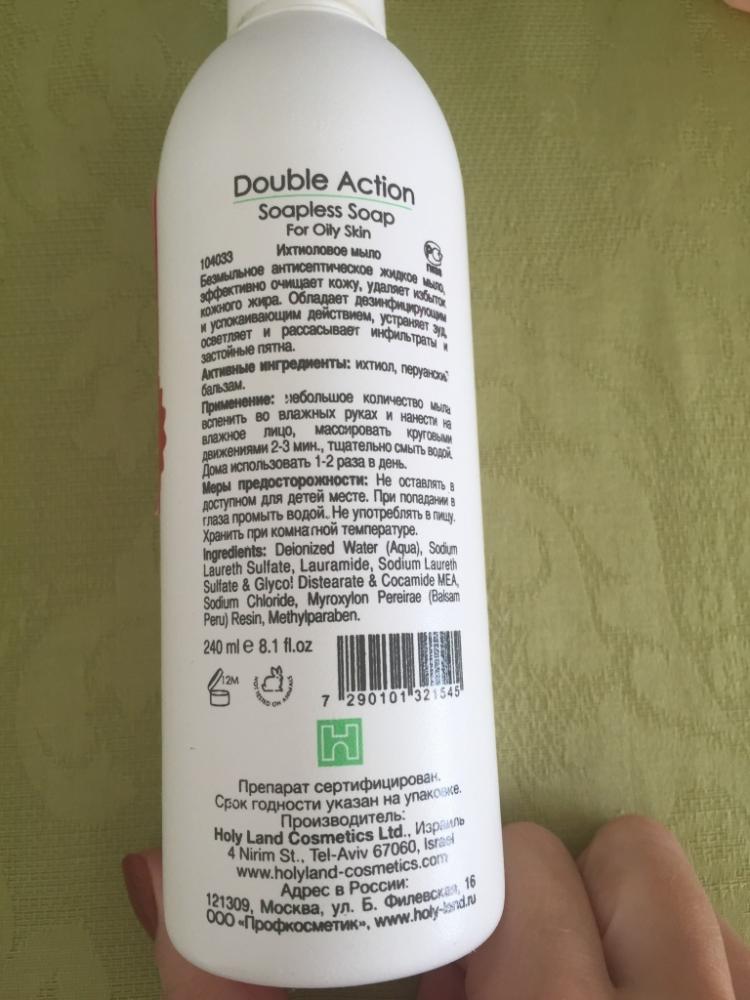 Double Action
Soapless Soap
For Oily Skin
104033 Ихтиоловое мыло
Безмыльное антисептическое жидкое мыло,
эффективно очищает кожу, удаляет избыток
кожного жира. Обладает дезинфицирующим
и успокаивающим действием, устраняет зуд,
осветляет и рассасывает инфильтраты и
застойные пятна.
Активные ингредиенты: ихтиол, перуанский
бальзам.
Применение: небольшое количество мыла
вспенить во влажных руках и нанести на
влажное лицо, массировать круговыми
движениями 2-3 мин., тщательно смыть водой.
Дома использовать 1-2 раза в день.
Меры предосторожности: Не оставлять в
доступном для детей месте. При попадании в
глаза промыть водой. Не употреблять в пищу.
Хранить при комнатной температуре.
Ingredients: Deionized Water (Aqua), Sodium
Laureth Sulfate, Lauramide, Sodium Laureth
Sulfate & Glycol Distearate & Cocamide MEA,
Sodium Chloride, Myroxylon Pereirae (Balsam
Peru) Resin, Methylparaben.
240 ml e 8.1 fl.oz
12M NOT TESTED ON ANIMALS
7 290101 321545
H
Препарат сертифицирован.
Срок годности указан на упаковке.
Производитель:
Holy Land Cosmetics Ltd., Израиль
4 Nirim St., Tel-Aviv 67060, Israel
www.holyland-cosmetics.com
Адрес в России:
121309, Москва, ул. Б. Филевская, 16
ООО «Профкосметик», www.holy-land.ru